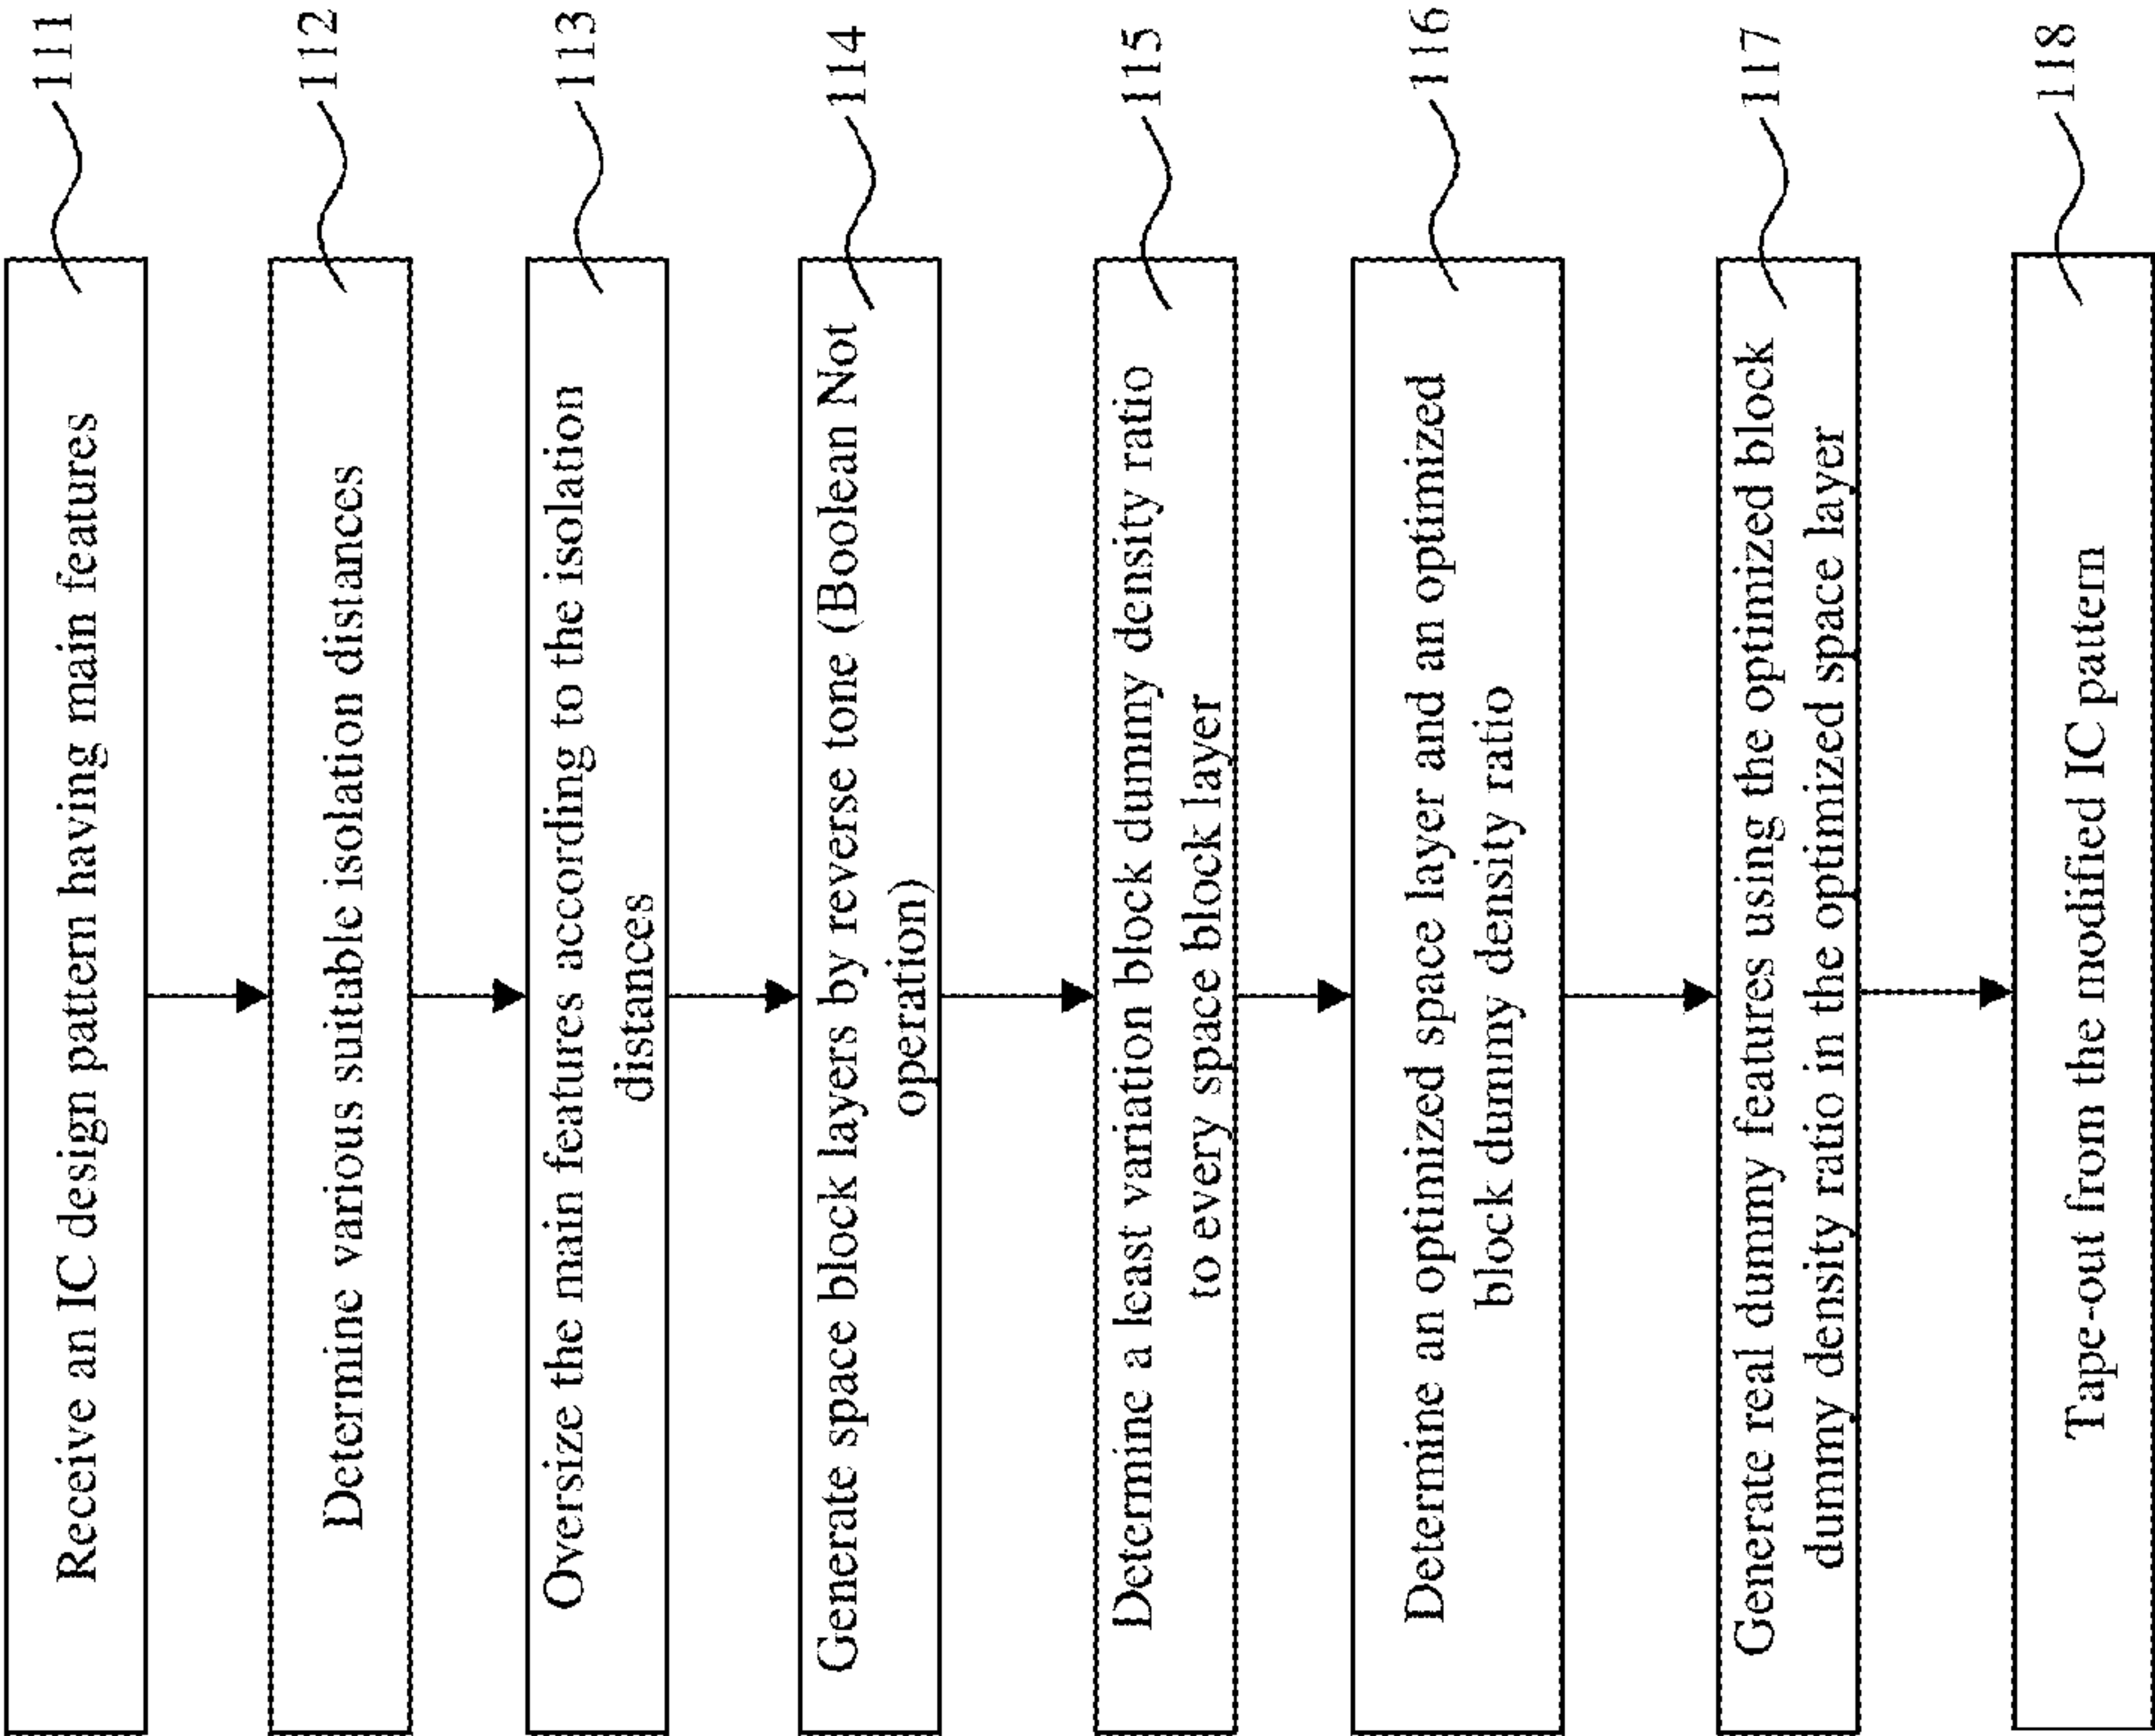 Receive an IC design pattern having main features
111
Determine various suitable isolation distances
112
Oversize the main features according to the isolation
distances
113
Generate space block layers by reverse tone (Boolean Not
operation)
114
Determine a least variation block dummy density ratio
to every space block layer
115
Determine an optimized space layer and an optimized
block dummy density ratio
116
Generate real dummy features using the optimized block
dummy density ratio in the optimized space layer
117
Tape-out from the modified IC pattern
118